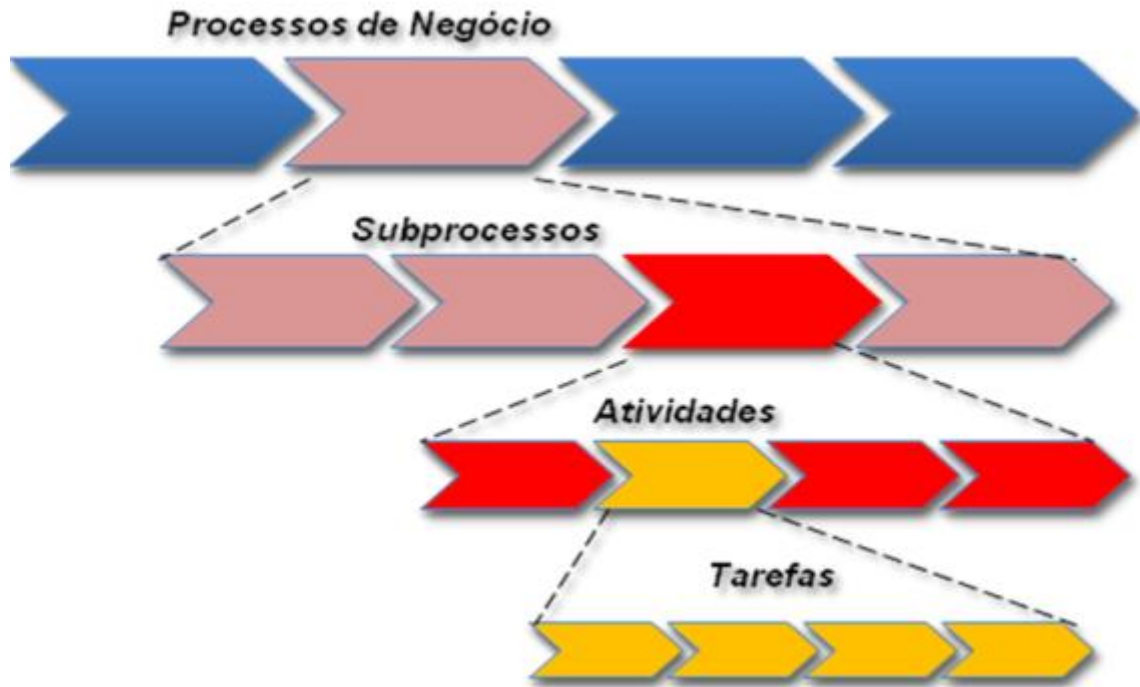 Processos de Negócio
Subprocessos
Atividades
Tarefas